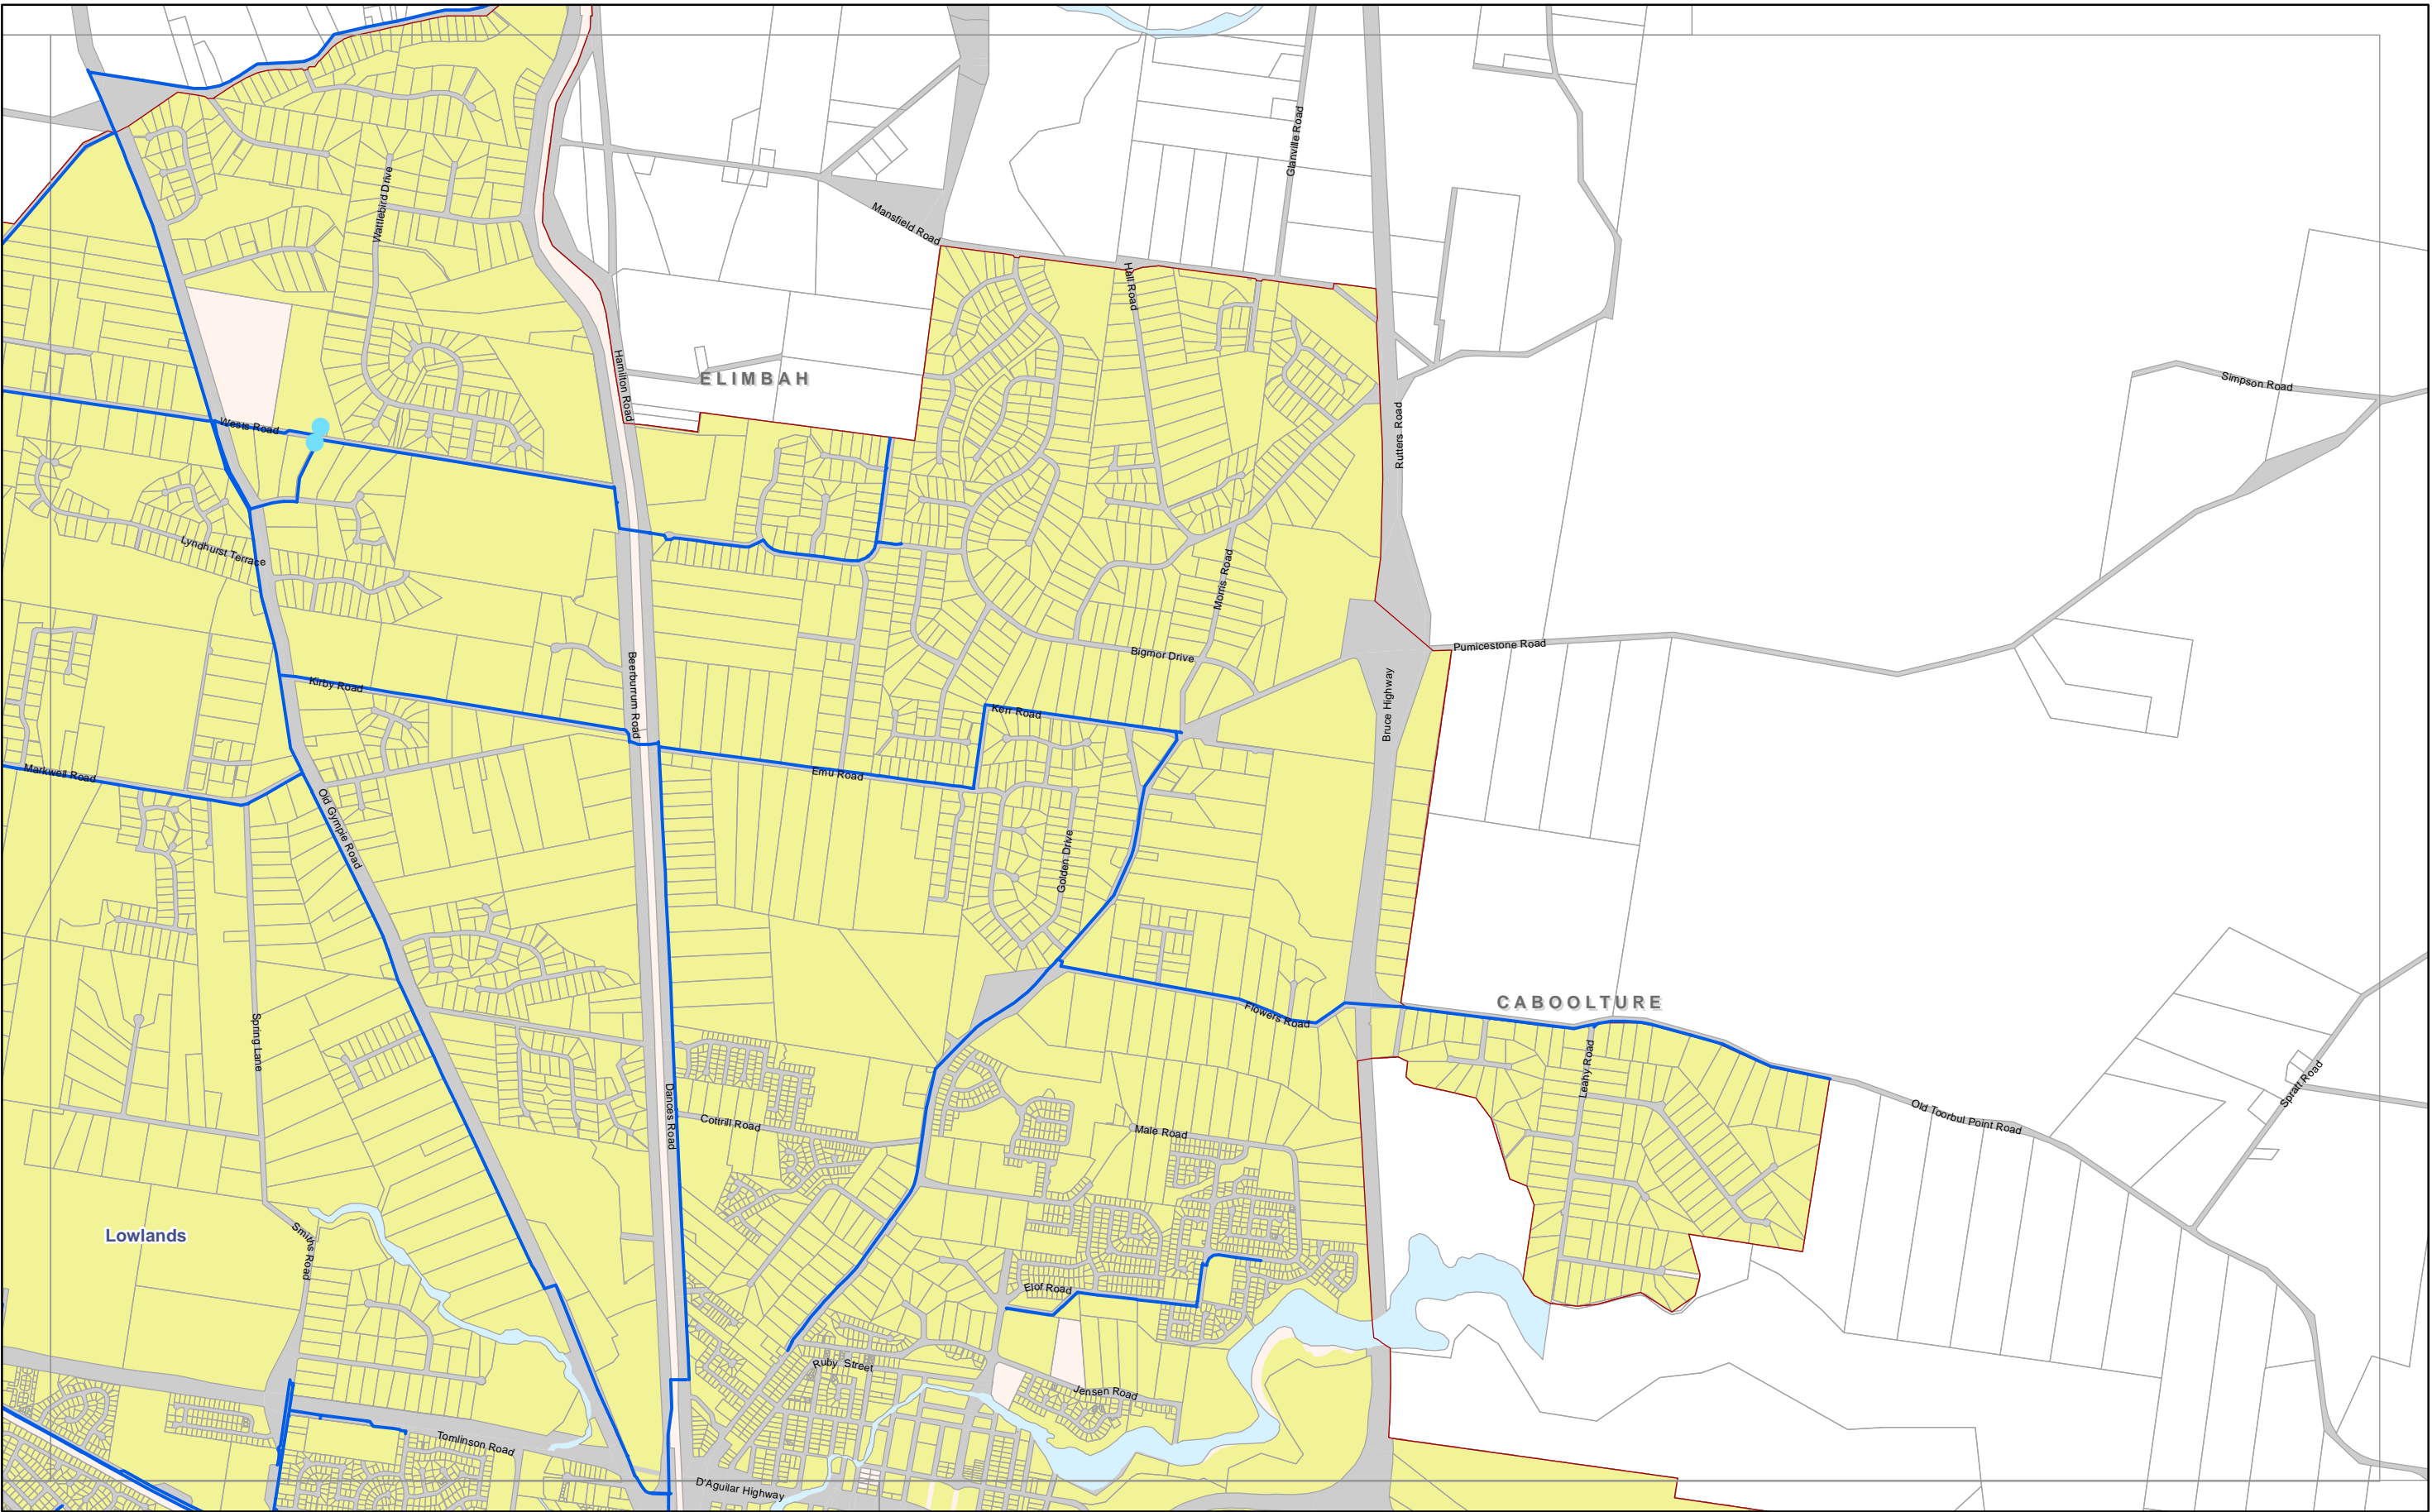 Glanville Road
Wattlebird Drive
Mansfield Road
Hall Road
Hamilton Road
ELIMBAH
Simpson Road
Rutters Road
Wests Road
Lyndhurst Terrace
Morris Road
Pumicestone Road
Bigmor Drive
Beerburrum Road
Kirby Road
Bruce Highway
Kerr Road
Markwell Road
Emu Road
Old Gympie Road
Golden Drive
CABOOLTURE
Flowers Road
Spring Lane
Leahy Road
Spratt Road
Dances Road
Cottrill Road
Male Road
Old Toorbul Point Road
Lowlands
Smiths Road
Elof Road
Ruby Street
Jensen Road
Tomlinson Road
D'Aguilar Highway